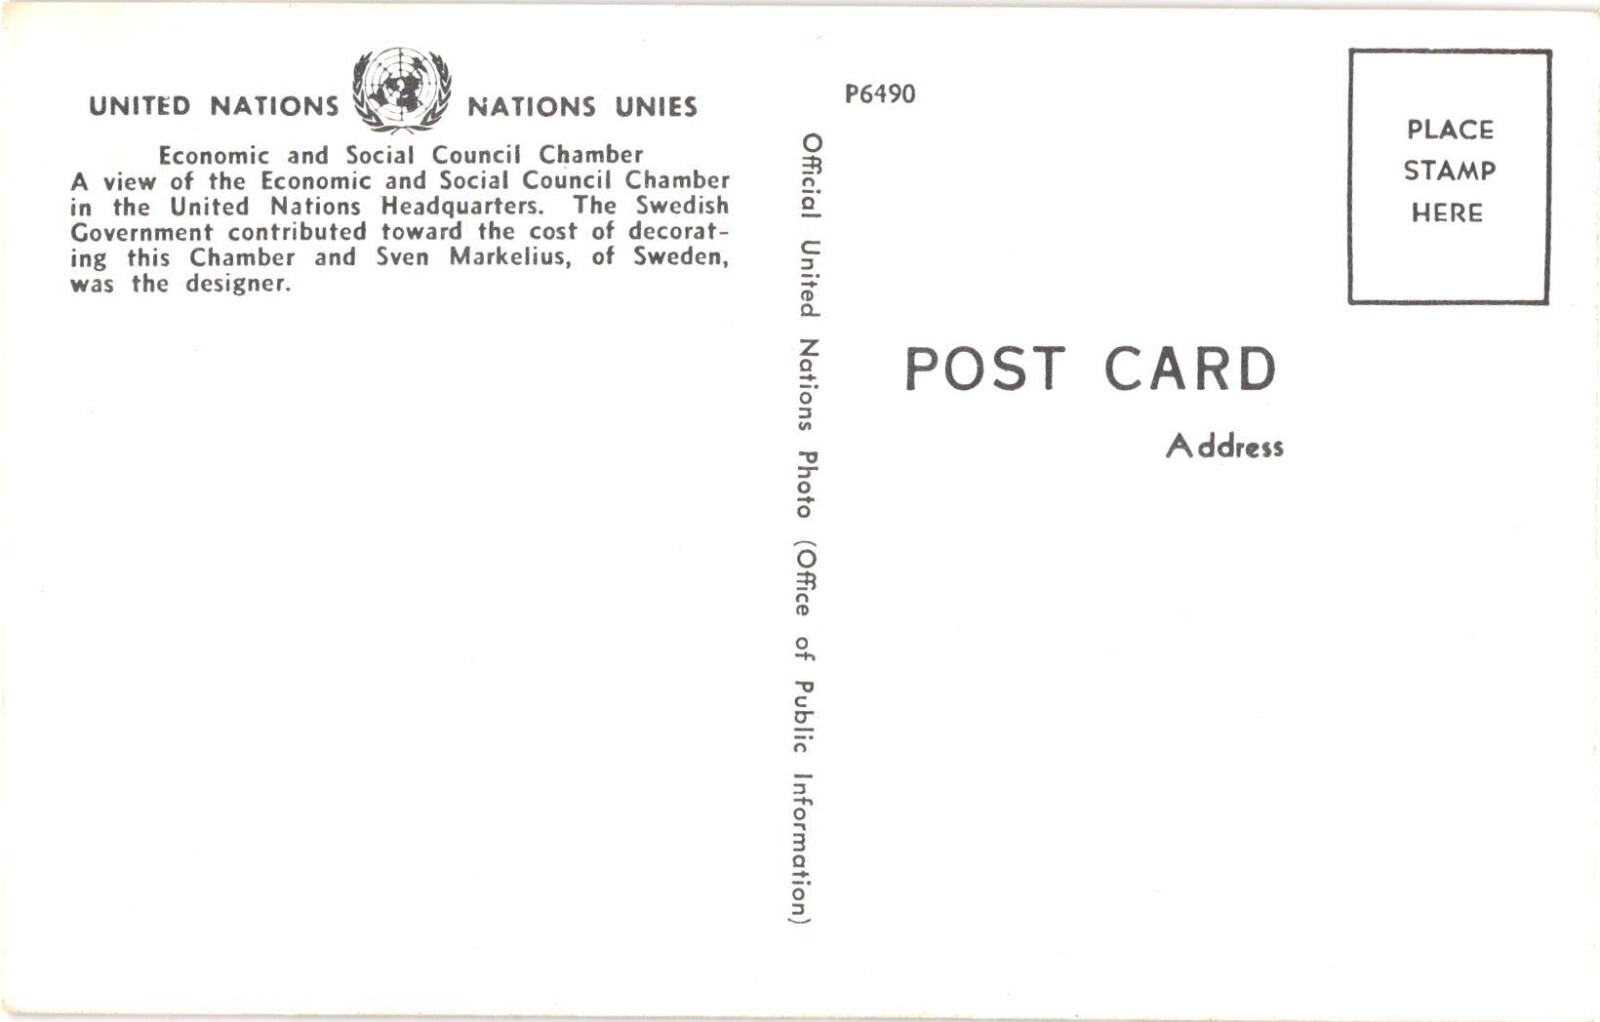 UNITED NATIONS NATIONS UNIES
Economic and Social Council Chamber
A view of the Economic and Social Council Chamber
in the United Nations Headquarters. The Swedish
Government contributed toward the cost of decorat-
ing this Chamber and Sven Markelius, of Sweden,
was the designer.
Official United Nations Photo (Office of Public Information)
P6490
PLACE
STAMP
HERE
POST CARD
Address